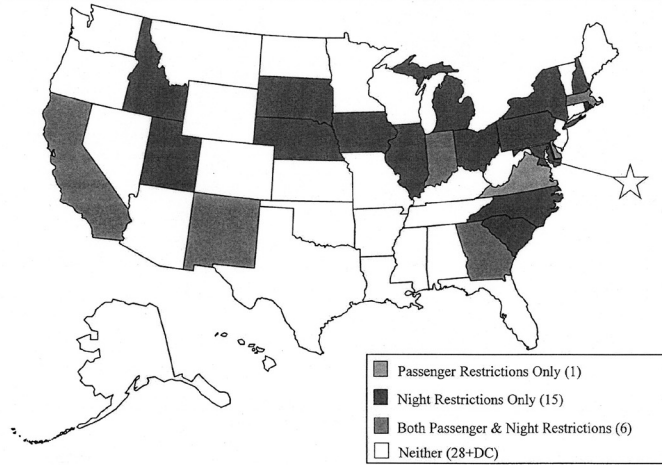 Passenger Restrictions Only (1)
Night Restrictions Only (15)
Both Passenger & Night Restrictions (6)
Neither (28+DC)